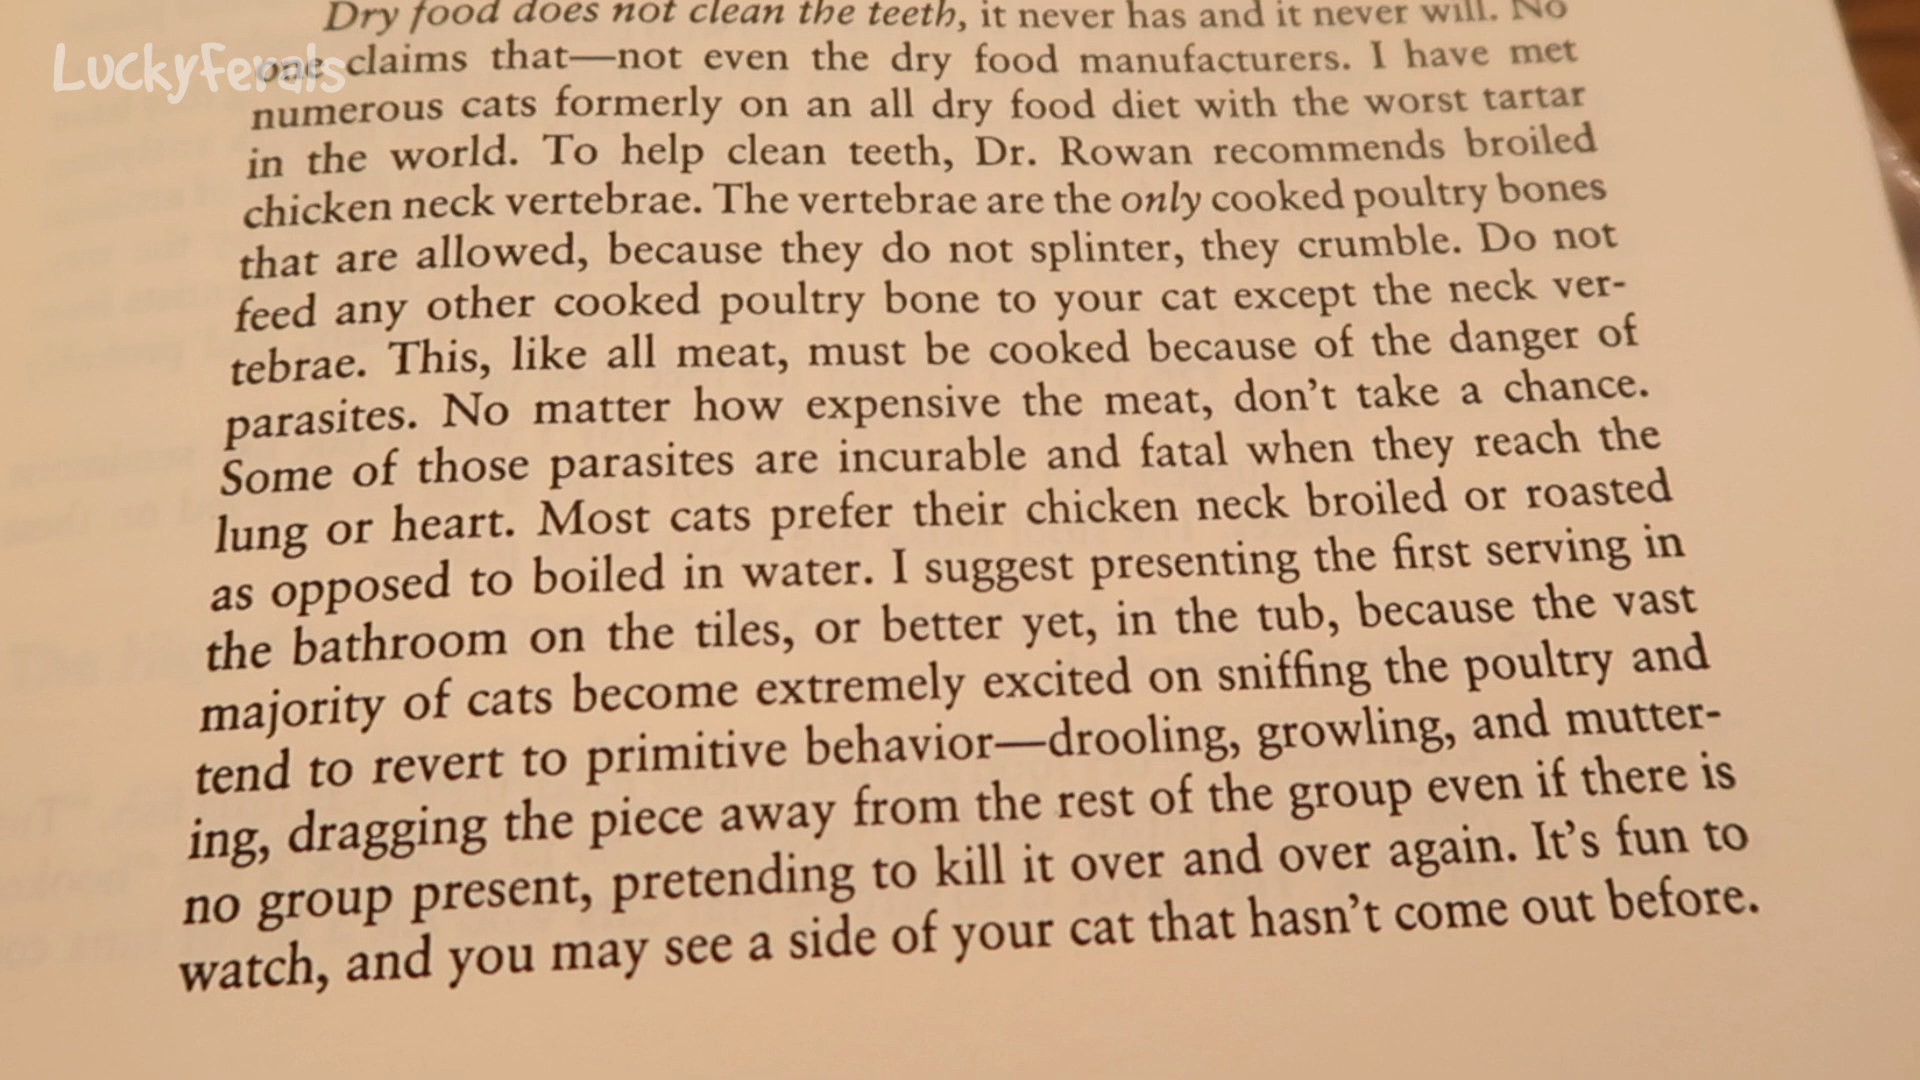 LuckyFerals
Dry food does not clean the teeth, it never has and it never will. No
one claims that—not even the dry food manufacturers. I have met
numerous cats formerly on an all dry food diet with the worst tartar
in the world. To help clean teeth, Dr. Rowan recommends broiled
chicken neck vertebrae. The vertebrae are the only cooked poultry bones
that are allowed, because they do not splinter, they crumble. Do not
feed any other cooked poultry bone to your cat except the neck ver-
tebrae. This, like all meat, must be cooked because of the danger of
parasites. No matter how expensive the meat, don't take a chance.
Some of those parasites are incurable and fatal when they reach the
lung or heart. Most cats prefer their chicken neck broiled or roasted
as opposed to boiled in water. I suggest presenting the first serving in
the bathroom on the tiles, or better yet, in the tub, because the vast
majority of cats become extremely excited on sniffing the poultry and
tend to revert to primitive behavior—drooling, growling, and mutter-
ing, dragging the piece away from the rest of the group even if there is
no group present, pretending to kill it over and over again. It's fun to
watch, and you may see a side of your cat that hasn't come out before.